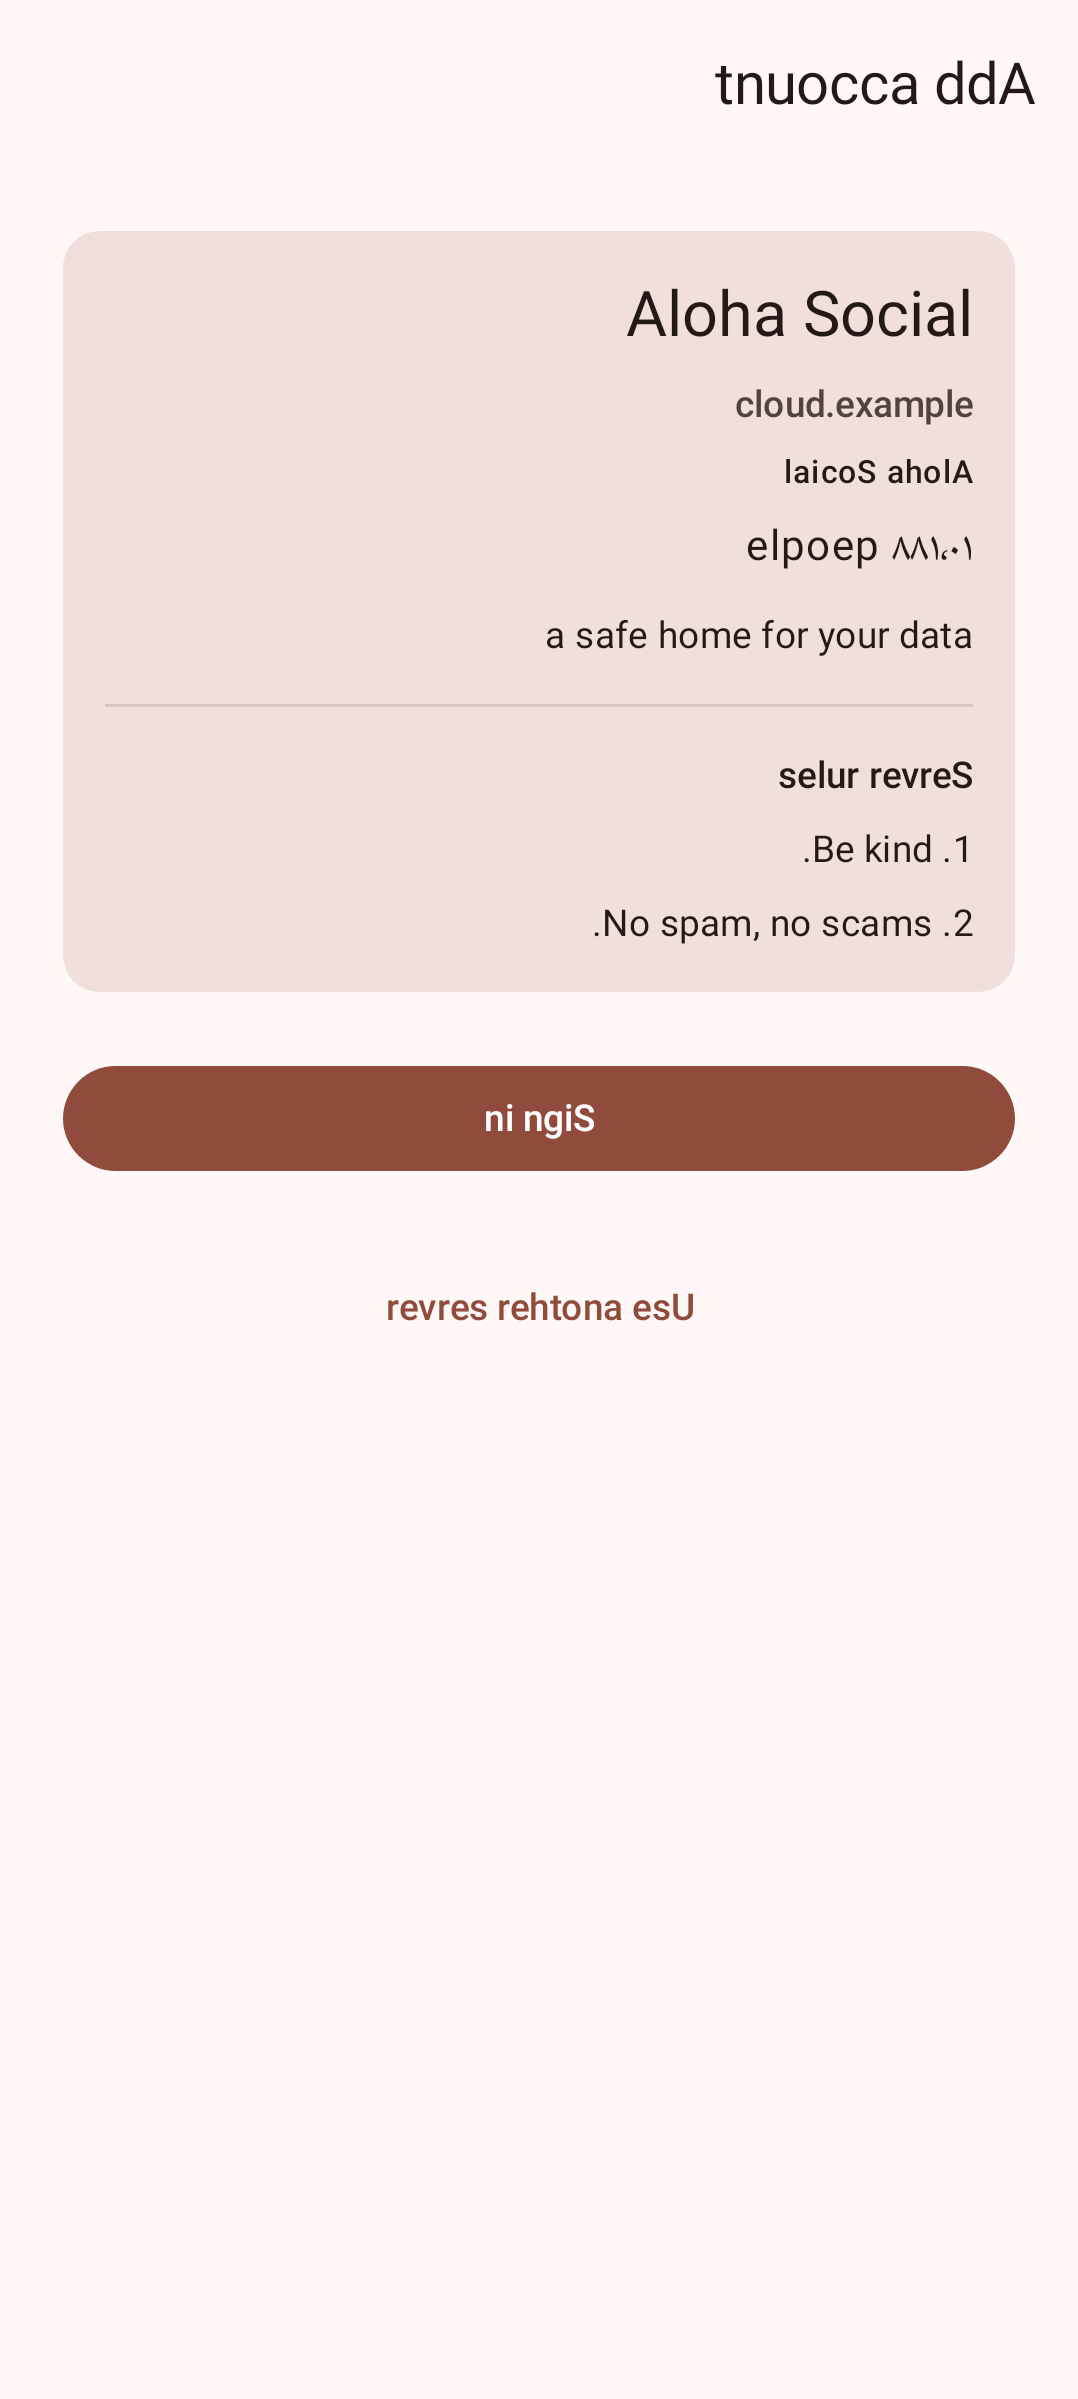 tnuocca ddA
Aloha Social
cloud.example
laicoS aholA
elpoep ٨٨١،٠١
a safe home for your data
selur revreS
.Be kind .1
.No spam, no scams .2
ni ngiS
revres rehtona esU